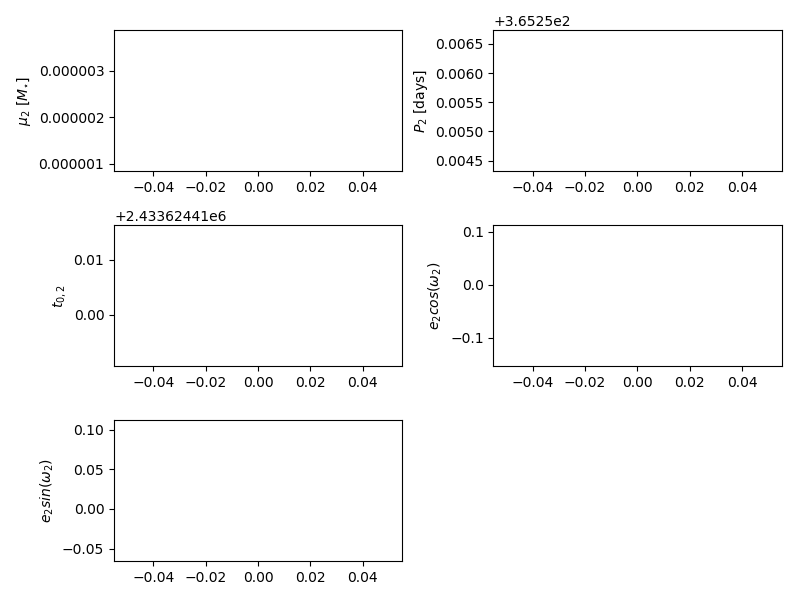 μ₂ [M⋆]
0.000003
0.000002
0.000001
−0.04 −0.02 0.00 0.02 0.04
+3.6525e2
P₂ [days]
0.0065
0.0060
0.0055
0.0050
0.0045
−0.04 −0.02 0.00 0.02 0.04
+2.43362441e6
t₀,₂
0.01
0.00
−0.04 −0.02 0.00 0.02 0.04
e₂cos(ω₂)
0.1
0.0
−0.1
−0.04 −0.02 0.00 0.02 0.04
e₂sin(ω₂)
0.10
0.05
0.00
−0.05
−0.04 −0.02 0.00 0.02 0.04